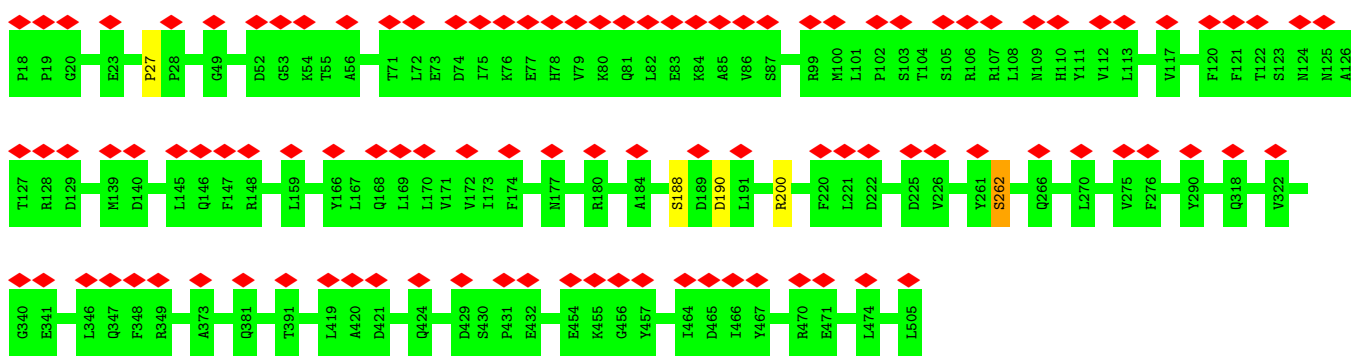 P18 P19 G20 E23 P27 P28 G49 D52 G53 K54 T55 A56 T71 L72 E73 D74 I75 K76 E77 H78 V79 K80 Q81 L82 E83 K84 A85 V86 S87 R99 M100 L101 P102 S103 T104 S105 R106 R107 L108 N109 H110 Y111 V112 L113 V117 F120 F121 T122 S123 N124 N125 A126
T127 R128 D129 M139 D140 L145 Q146 F147 R148 L159 Y166 L167 Q168 L169 L170 V171 V172 I173 F174 N177 R180 A184 S188 D189 D190 L191 R200 F220 L221 D222 D225 V226 Y261 S262 Q266 L270 V275 F276 Y290 Q318 V322
G340 E341 L346 Q347 F348 R349 A373 Q381 T391 L419 A420 D421 Q424 D429 S430 P431 E432 E454 K455 G456 Y457 I464 D465 I466 Y467 R470 E471 L474 L505